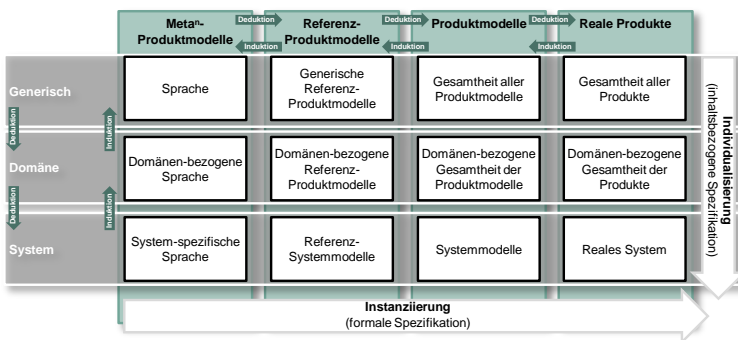 Metaⁿ-
Produktmodelle
Deduktion
Induktion
Referenz-
Produktmodelle
Deduktion
Induktion
Produktmodelle
Deduktion
Induktion
Reale Produkte
Generisch
Sprache
Generische
Referenz-
Produktmodelle
Gesamtheit aller
Produktmodelle
Gesamtheit aller
Produkte
Deduktion
Induktion
Domäne
Domänen-bezogene
Sprache
Domänen-bezogene
Referenz-
Produktmodelle
Domänen-bezogene
Gesamtheit der
Produktmodelle
Domänen-bezogene
Gesamtheit der
Produkte
Deduktion
Induktion
System
System-spezifische
Sprache
Referenz-
Systemmodelle
Systemmodelle
Reales System
Individualisierung
(inhaltsbezogene Spezifikation)
Instanziierung
(formale Spezifikation)